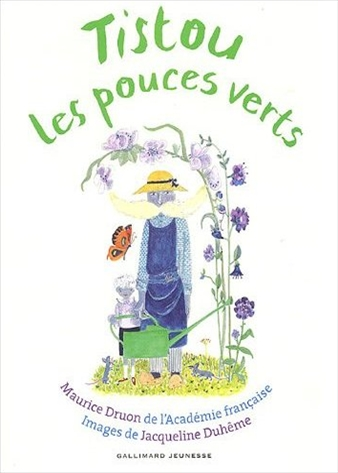 Tistou
les pouces verts
Maurice Druon de l'Académie française
Images de Jacqueline Duhême
GALLIMARD JEUNESSE